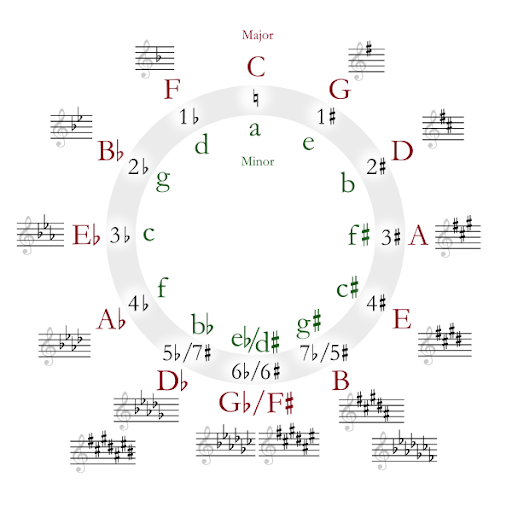 Major
C
F ♮ G
1♭ 1♯
d a e
B♭ Minor D
2♭ 2♯
g b
E♭ 3♭ c f♯ 3♯ A
f c♯
4♭ 4♯
A♭ b♭ e♭/d♯ g♯ E
5♭/7♯ 7♭/5♯
6♭/6♯
D♭ B
G♭/F♯